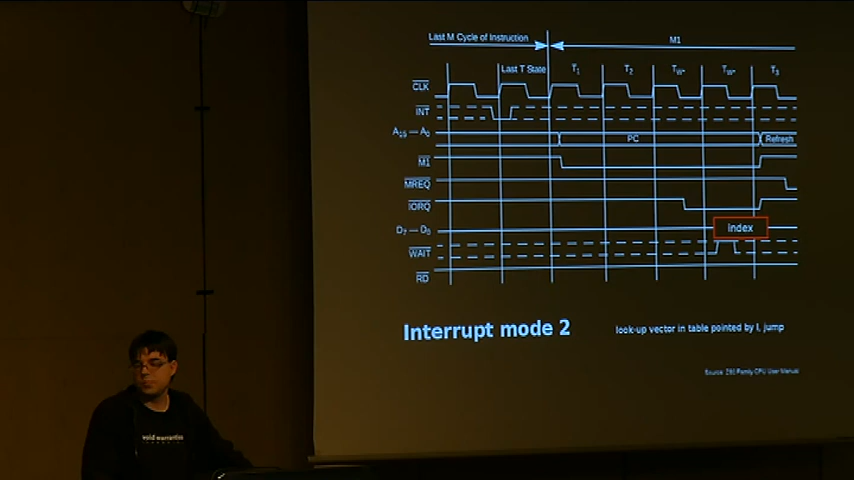 Last M Cycle of Instruction
M1
Last T State
T1
T2
TW*
TW*
T3
CLK
INT
A15 — A0
PC
Refresh
M1
MREQ
IORQ
D7 — D0
index
WAIT
RD
Interrupt mode 2
look-up vector in table pointed by I, jump
Source: Z80 Family CPU User Manual
void warranties